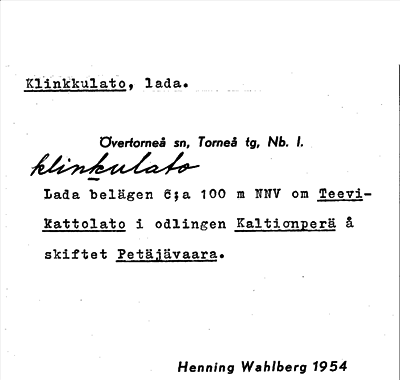 Klinkkulato, lada.
Övertorneå sn, Torneå tg, Nb. l.
klinkulato
Lada belägen c;a 100 m NNV om Teevi-
Kattolato i odlingen Kaltionperä å
skiftet Petäjävaara.
Henning Wahlberg 1954